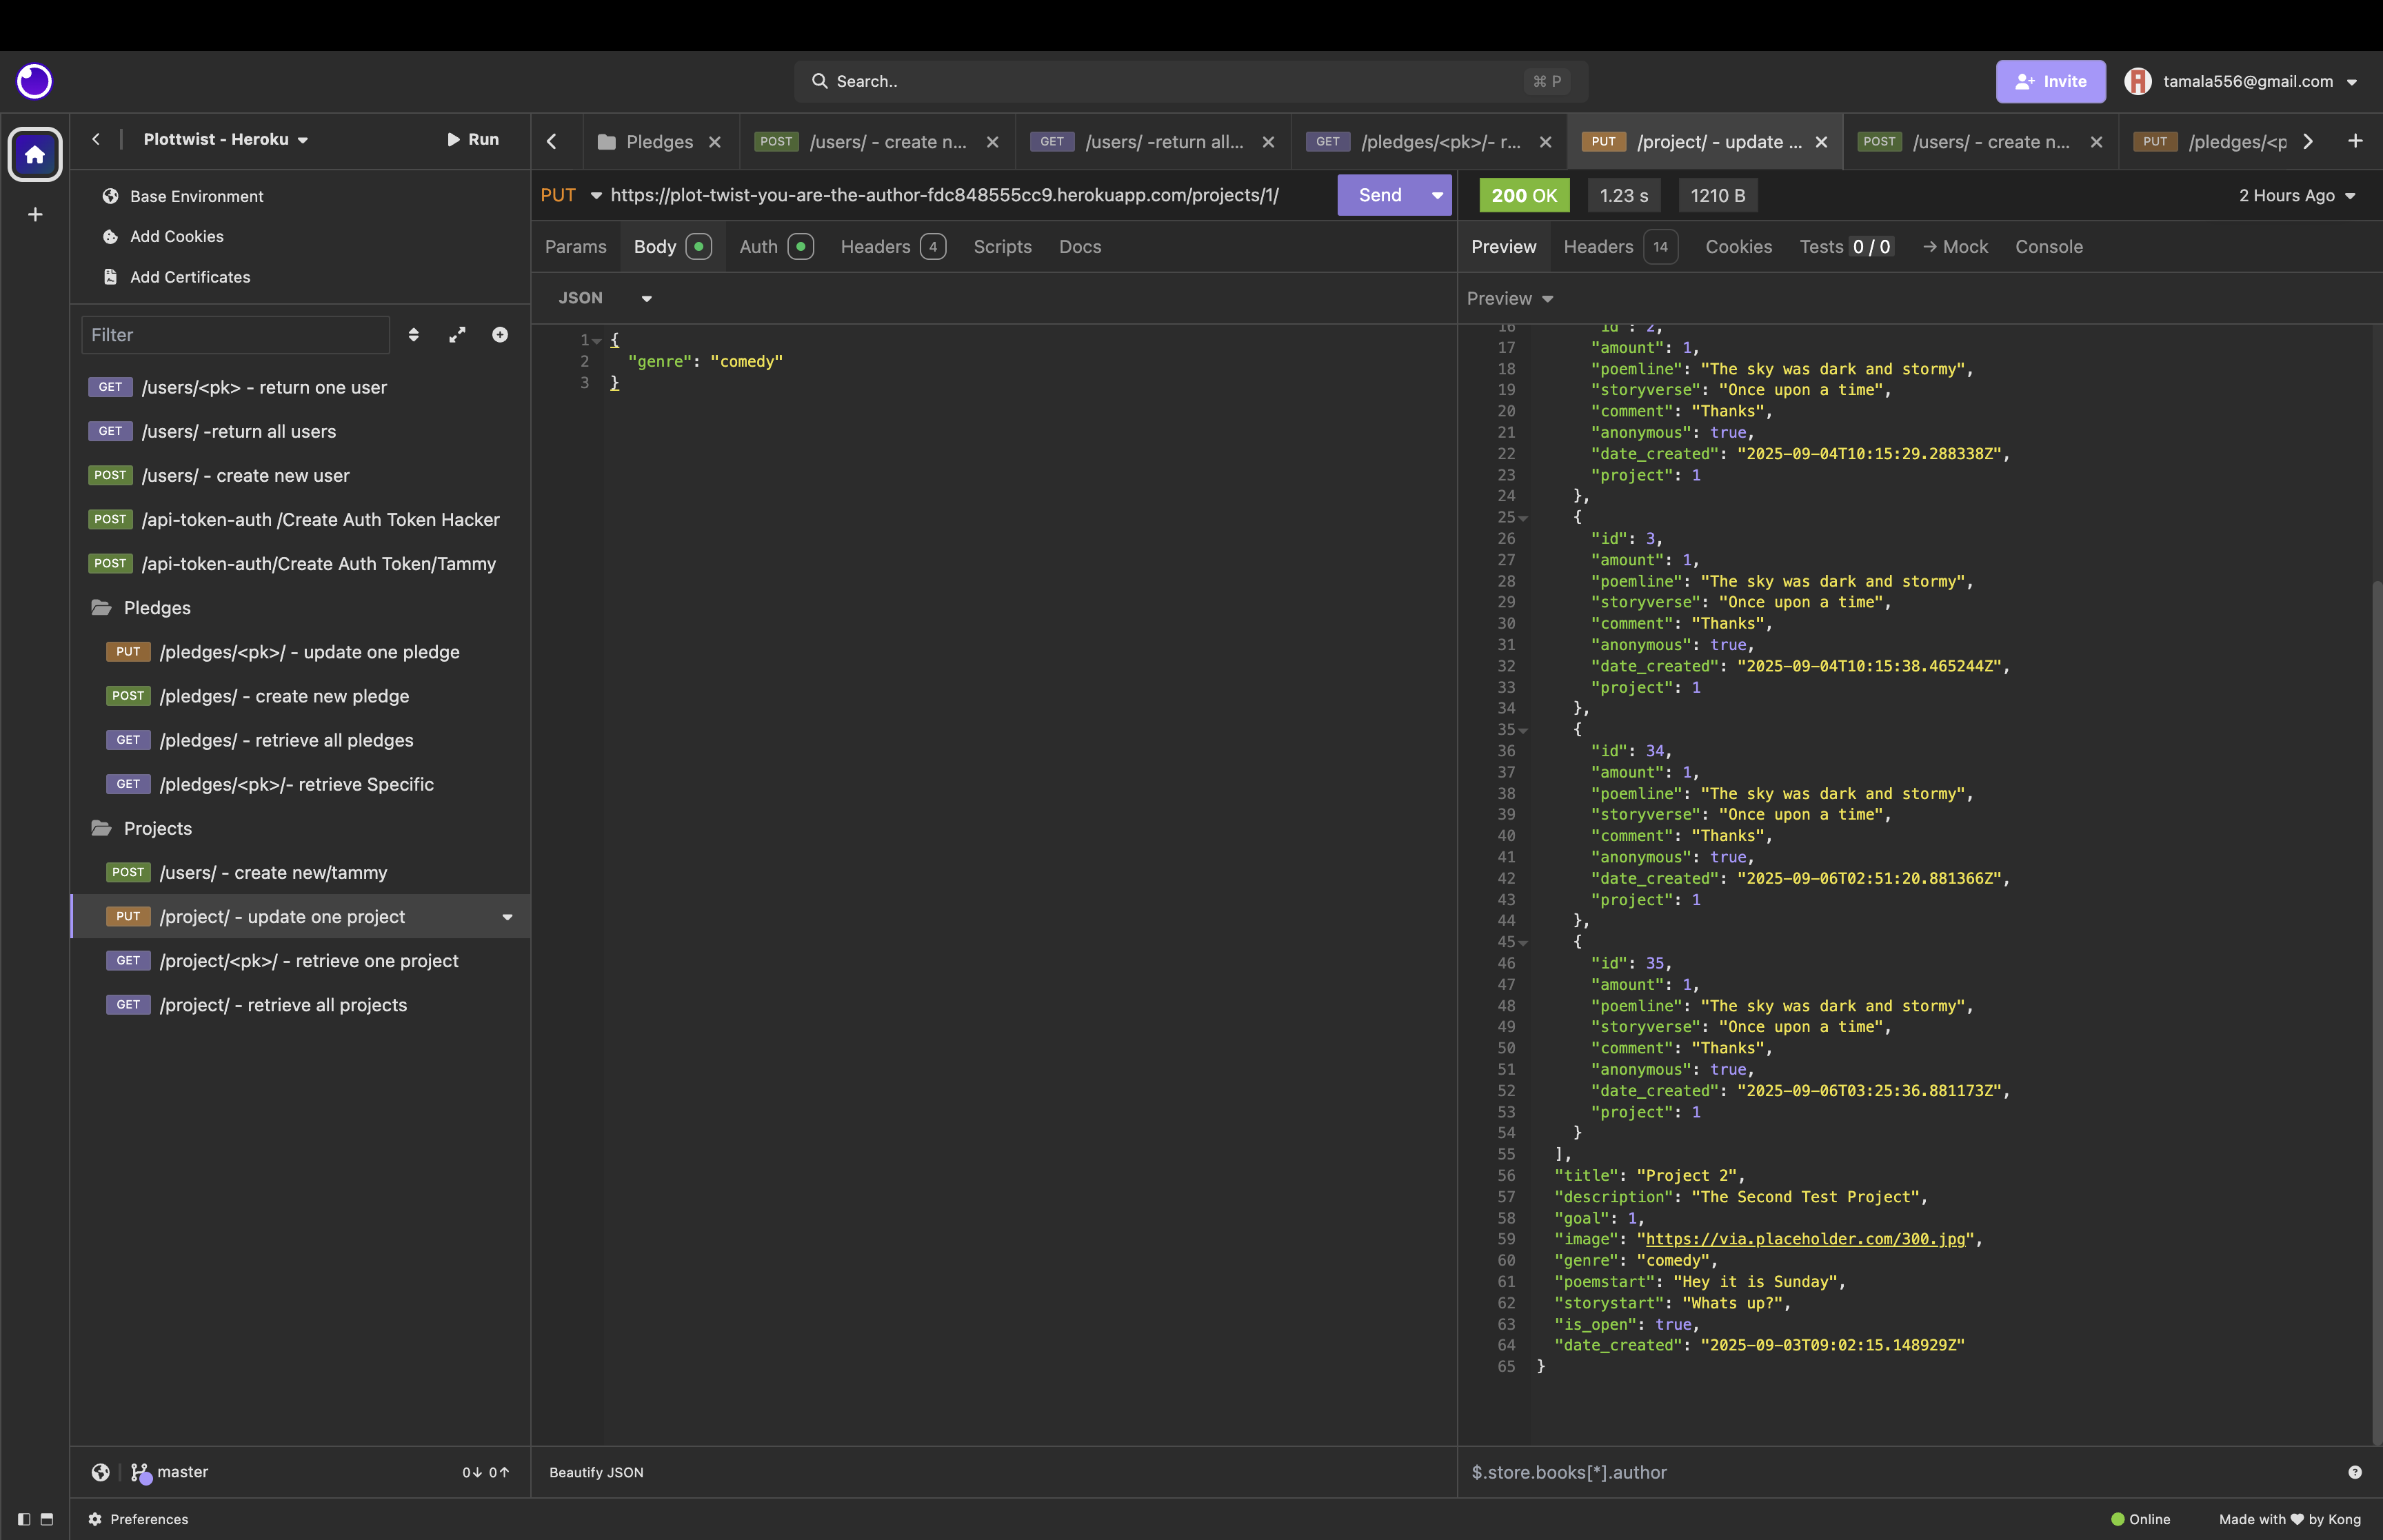 Search..
⌘ P
Invite
tamala556@gmail.com
Plottwist - Heroku
Run
Base Environment
Add Cookies
Add Certificates
Filter
GET /users/<pk> - return one user
GET /users/ -return all users
POST /users/ - create new user
POST /api-token-auth /Create Auth Token Hacker
POST /api-token-auth/Create Auth Token/Tammy
Pledges
PUT /pledges/<pk>/ - update one pledge
POST /pledges/ - create new pledge
GET /pledges/ - retrieve all pledges
GET /pledges/<pk>/- retrieve Specific
Projects
POST /users/ - create new/tammy
PUT /project/ - update one project
GET /project/<pk>/ - retrieve one project
GET /project/ - retrieve all projects
master
0↓ 0↑
Preferences
Pledges
POST /users/ - create n...
GET /users/ -return all...
GET /pledges/<pk>/- r...
PUT /project/ - update ...
POST /users/ - create n...
PUT /pledges/<p
PUT https://plot-twist-you-are-the-author-fdc848555cc9.herokuapp.com/projects/1/ Send
Params Body Auth Headers 4 Scripts Docs
JSON
1 {
2 "genre": "comedy"
3 }
Beautify JSON
200 OK 1.23 s 1210 B 2 Hours Ago
Preview Headers 14 Cookies Tests 0 / 0 → Mock Console
Preview
16 "id": 2,
17 "amount": 1,
18 "poemline": "The sky was dark and stormy",
19 "storyverse": "Once upon a time",
20 "comment": "Thanks",
21 "anonymous": true,
22 "date_created": "2025-09-04T10:15:29.288338Z",
23 "project": 1
24 },
25 {
26 "id": 3,
27 "amount": 1,
28 "poemline": "The sky was dark and stormy",
29 "storyverse": "Once upon a time",
30 "comment": "Thanks",
31 "anonymous": true,
32 "date_created": "2025-09-04T10:15:38.465244Z",
33 "project": 1
34 },
35 {
36 "id": 34,
37 "amount": 1,
38 "poemline": "The sky was dark and stormy",
39 "storyverse": "Once upon a time",
40 "comment": "Thanks",
41 "anonymous": true,
42 "date_created": "2025-09-06T02:51:20.881366Z",
43 "project": 1
44 },
45 {
46 "id": 35,
47 "amount": 1,
48 "poemline": "The sky was dark and stormy",
49 "storyverse": "Once upon a time",
50 "comment": "Thanks",
51 "anonymous": true,
52 "date_created": "2025-09-06T03:25:36.881173Z",
53 "project": 1
54 }
55 ],
56 "title": "Project 2",
57 "description": "The Second Test Project",
58 "goal": 1,
59 "image": "https://via.placeholder.com/300.jpg",
60 "genre": "comedy",
61 "poemstart": "Hey it is Sunday",
62 "storystart": "Whats up?",
63 "is_open": true,
64 "date_created": "2025-09-03T09:02:15.148929Z"
65 }
$.store.books[*].author
Online
Made with ♥ by Kong